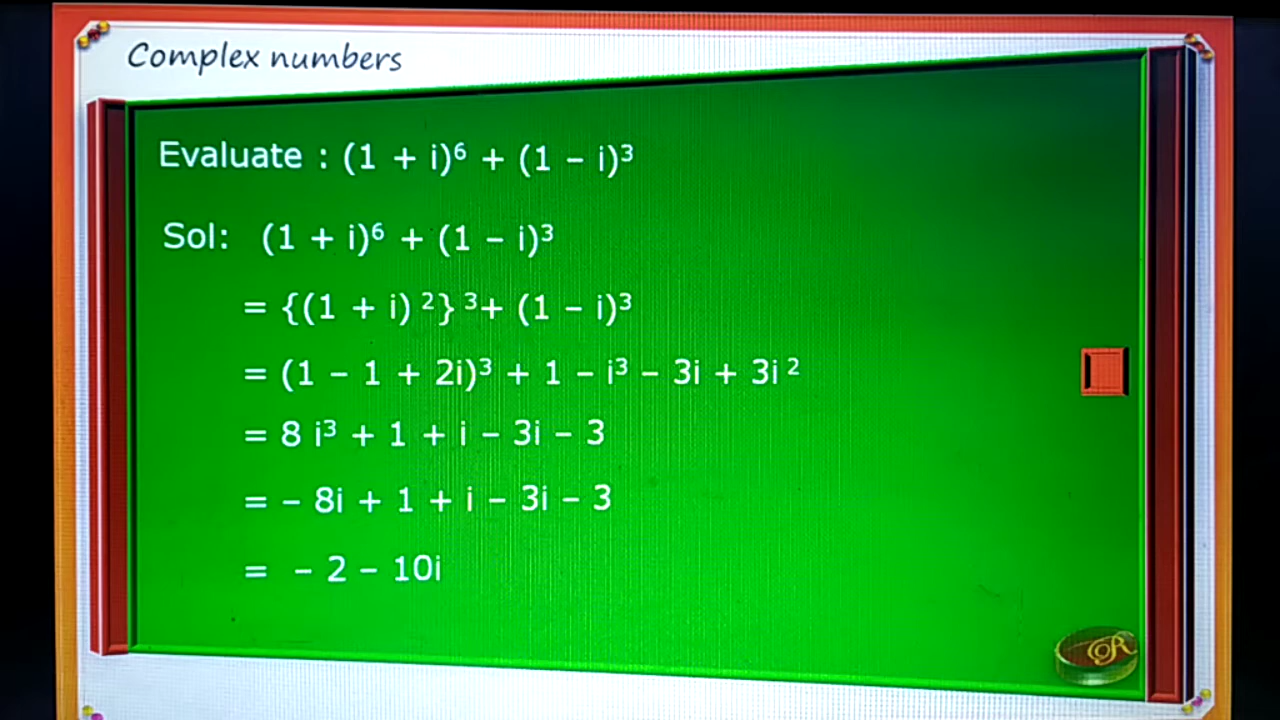 Complex numbers
Evaluate : (1 + i)⁶ + (1 – i)³
Sol: (1 + i)⁶ + (1 – i)³
= {(1 + i) ²} ³+ (1 – i)³
= (1 – 1 + 2i)³ + 1 – i³ – 3i + 3i ²
= 8 i³ + 1 + i – 3i – 3
= – 8i + 1 + i – 3i – 3
= – 2 – 10i